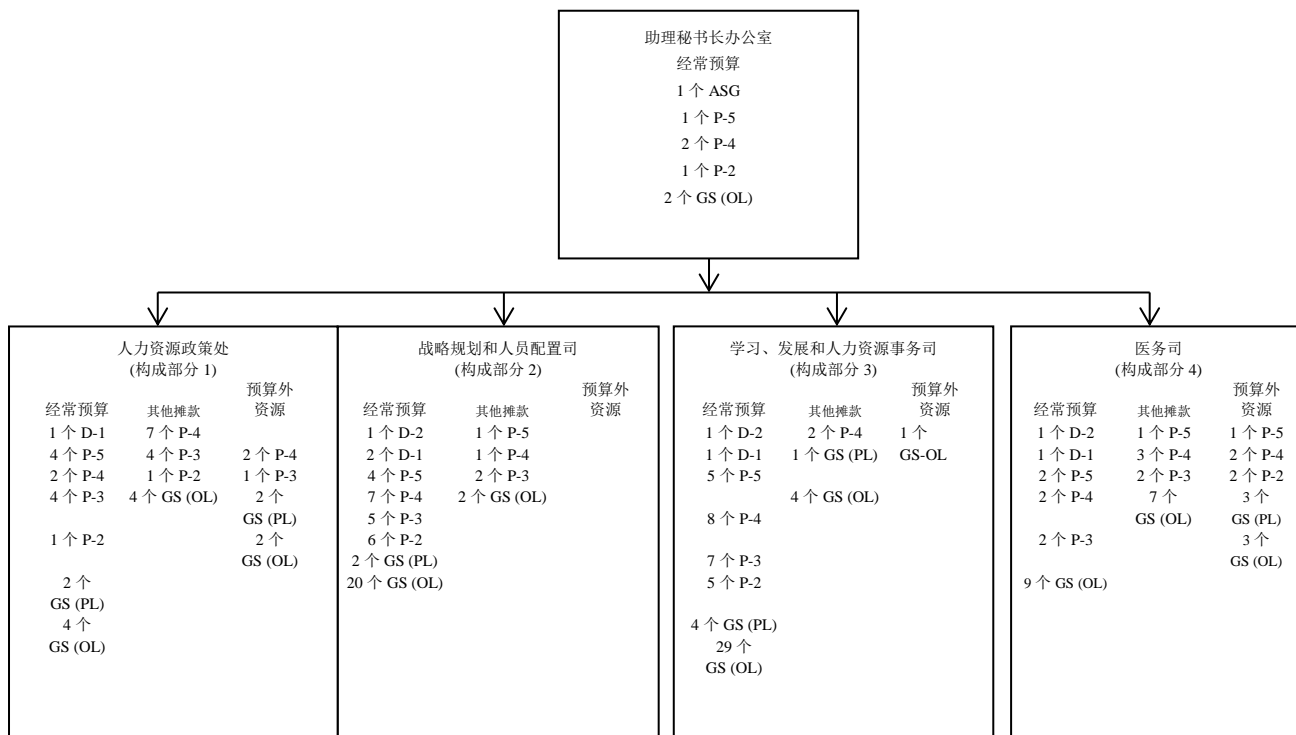 助理秘书长办公室
经常预算
1 个 ASG
1 个 P-5
2 个 P-4
1 个 P-2
2 个 GS (OL)
人力资源政策处
(构成部分 1)
经常预算
1 个 D-1
4 个 P-5
2 个 P-4
4 个 P-3
1 个 P-2
2 个
GS (PL)
4 个
GS (OL)
其他摊款
7 个 P-4
4 个 P-3
1 个 P-2
4 个 GS (OL)
预算外
资源
2 个 P-4
1 个 P-3
2 个
GS (PL)
2 个
GS (OL)
战略规划和人员配置司
(构成部分 2)
经常预算
1 个 D-2
2 个 D-1
4 个 P-5
7 个 P-4
5 个 P-3
6 个 P-2
2 个 GS (PL)
20 个 GS (OL)
其他摊款
1 个 P-5
1 个 P-4
2 个 P-3
2 个 GS (OL)
预算外
资源
学习、发展和人力资源事务司
(构成部分 3)
经常预算
1 个 D-2
1 个 D-1
5 个 P-5
8 个 P-4
7 个 P-3
5 个 P-2
4 个 GS (PL)
29 个
GS (OL)
其他摊款
2 个 P-4
1 个 GS (PL)
4 个 GS (OL)
预算外
资源
1 个
GS-OL
医务司
(构成部分 4)
经常预算
1 个 D-2
1 个 D-1
2 个 P-5
2 个 P-4
2 个 P-3
9 个 GS (OL)
其他摊款
1 个 P-5
3 个 P-4
2 个 P-3
7 个
GS (OL)
预算外
资源
1 个 P-5
2 个 P-4
2 个 P-2
3 个
GS (PL)
3 个
GS (OL)